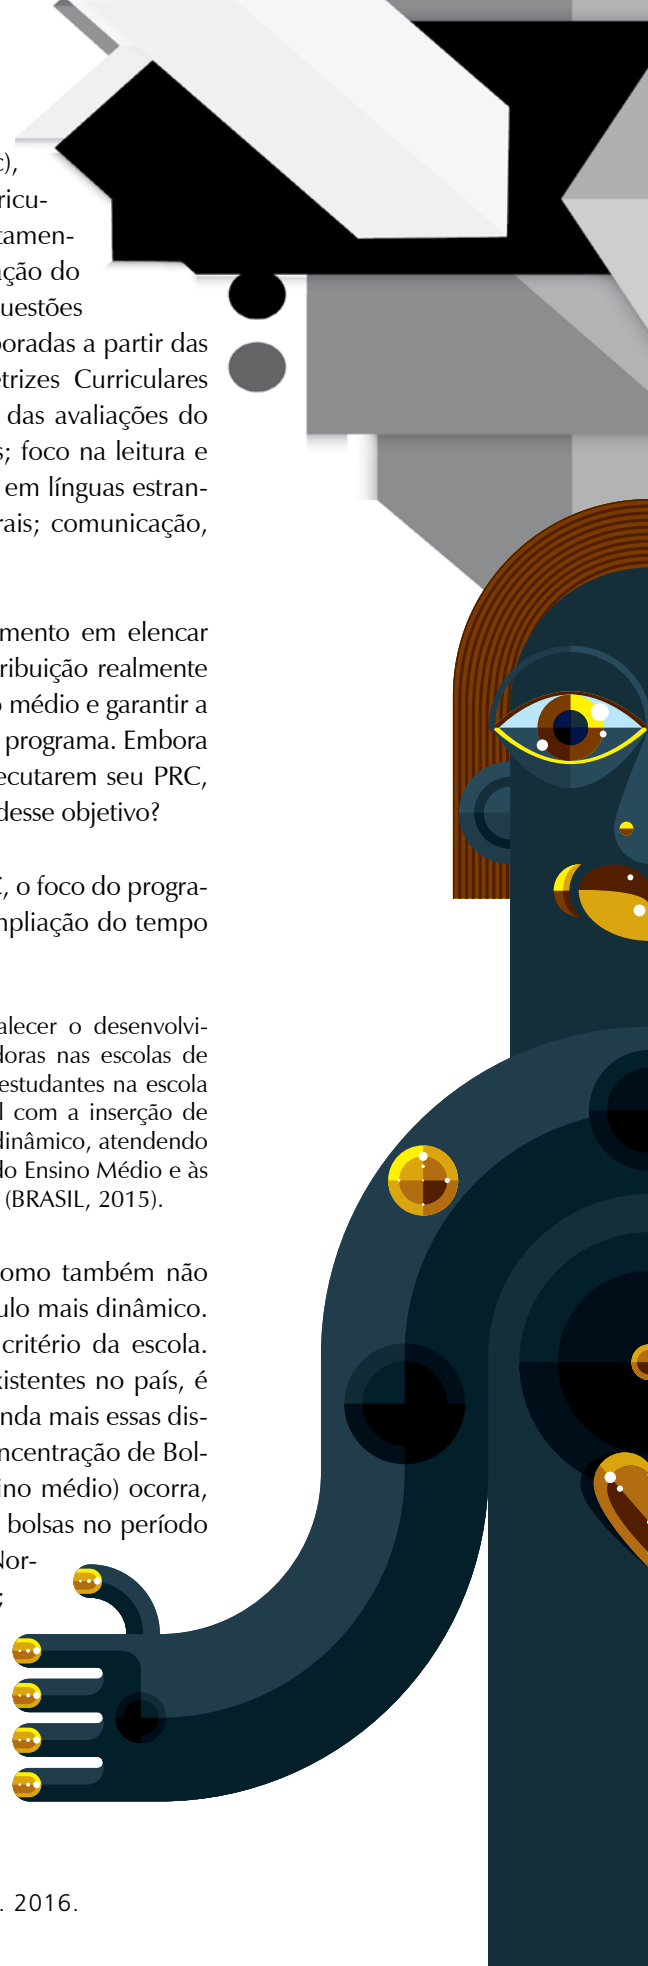 c),
ricu-
tamen-
ação do
uestões
oradas a partir das
etrizes Curriculares
das avaliações do
s; foco na leitura e
em línguas estran-
rais; comunicação,
mento em elencar
ribuição realmente
o médio e garantir a
programa. Embora
ecutarem seu PRC,
desse objetivo?
C, o foco do progra-
mpliação do tempo
alecer o desenvolvi-
doras nas escolas de
estudantes na escola
l com a inserção de
dinâmico, atendendo
do Ensino Médio e às
(BRASIL, 2015).
omo também não
ulo mais dinâmico.
critério da escola.
xistentes no país, é
nda mais essas dis-
ncentração de Bol-
ino médio) ocorra,
bolsas no período
Nor-
;
. 2016.